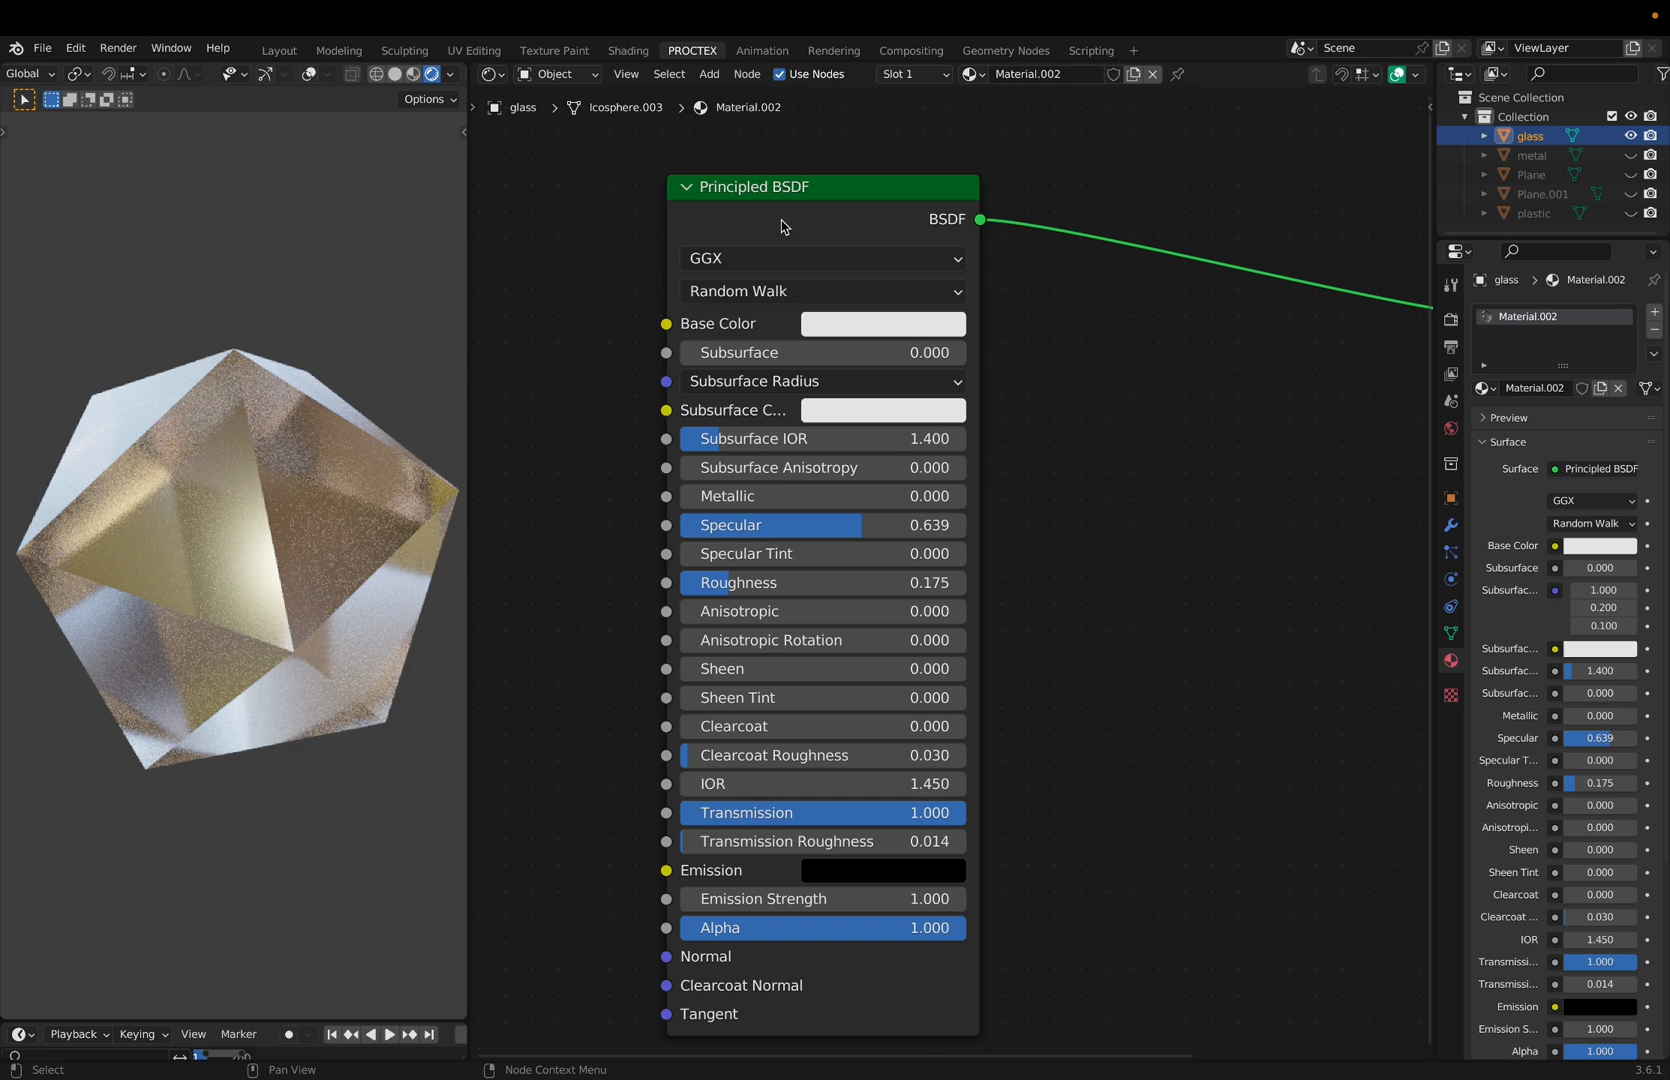 File Edit Render Window Help
Layout Modeling Sculpting UV Editing Texture Paint Shading PROCTEX Animation Rendering Compositing Geometry Nodes Scripting +
Scene ViewLayer
Global
Object View Select Add Node Use Nodes Slot 1 Material.002
Options
glass > Icosphere.003 > Material.002
Principled BSDF
BSDF
GGX
Random Walk
Base Color
Subsurface 0.000
Subsurface Radius
Subsurface C...
Subsurface IOR 1.400
Subsurface Anisotropy 0.000
Metallic 0.000
Specular 0.639
Specular Tint 0.000
Roughness 0.175
Anisotropic 0.000
Anisotropic Rotation 0.000
Sheen 0.000
Sheen Tint 0.000
Clearcoat 0.000
Clearcoat Roughness 0.030
IOR 1.450
Transmission 1.000
Transmission Roughness 0.014
Emission
Emission Strength 1.000
Alpha 1.000
Normal
Clearcoat Normal
Tangent
Scene Collection
Collection
glass
metal
Plane
Plane.001
plastic
glass > Material.002
Material.002
Material.002
Preview
Surface
Surface Principled BSDF
GGX
Random Walk
Base Color
Subsurface 0.000
Subsurfac... 1.000
0.200
0.100
Subsurfac...
Subsurfac... 1.400
Subsurfac... 0.000
Metallic 0.000
Specular 0.639
Specular T... 0.000
Roughness 0.175
Anisotropic 0.000
Anisotropi... 0.000
Sheen 0.000
Sheen Tint 0.000
Clearcoat 0.000
Clearcoat ... 0.030
IOR 1.450
Transmissi... 1.000
Transmissi... 0.014
Emission
Emission S... 1.000
Alpha 1.000
Playback Keying View Marker
Select Pan View Node Context Menu 3.6.1